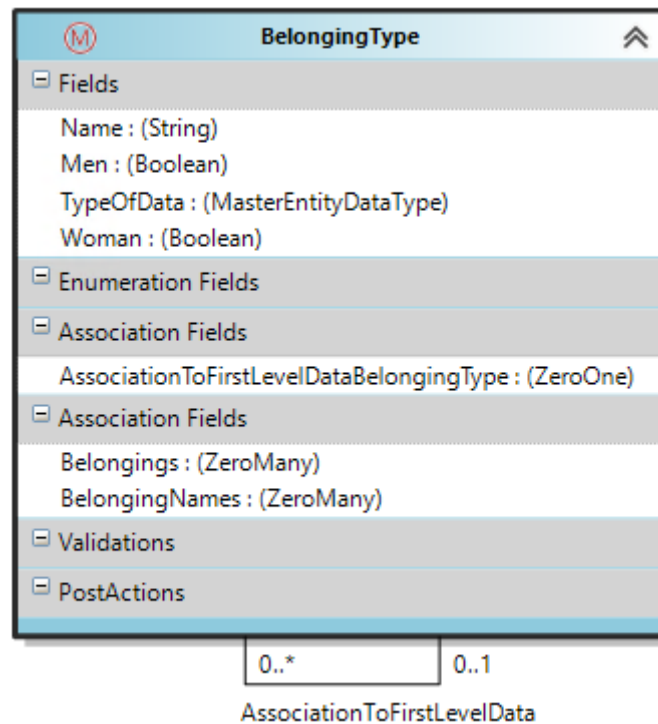 M BelongingType
Fields
Name : (String)
Men : (Boolean)
TypeOfData : (MasterEntityDataType)
Woman : (Boolean)
Enumeration Fields
Association Fields
AssociationToFirstLevelDataBelongingType : (ZeroOne)
Association Fields
Belongings : (ZeroMany)
BelongingNames : (ZeroMany)
Validations
PostActions
0..* 0..1
AssociationToFirstLevelData